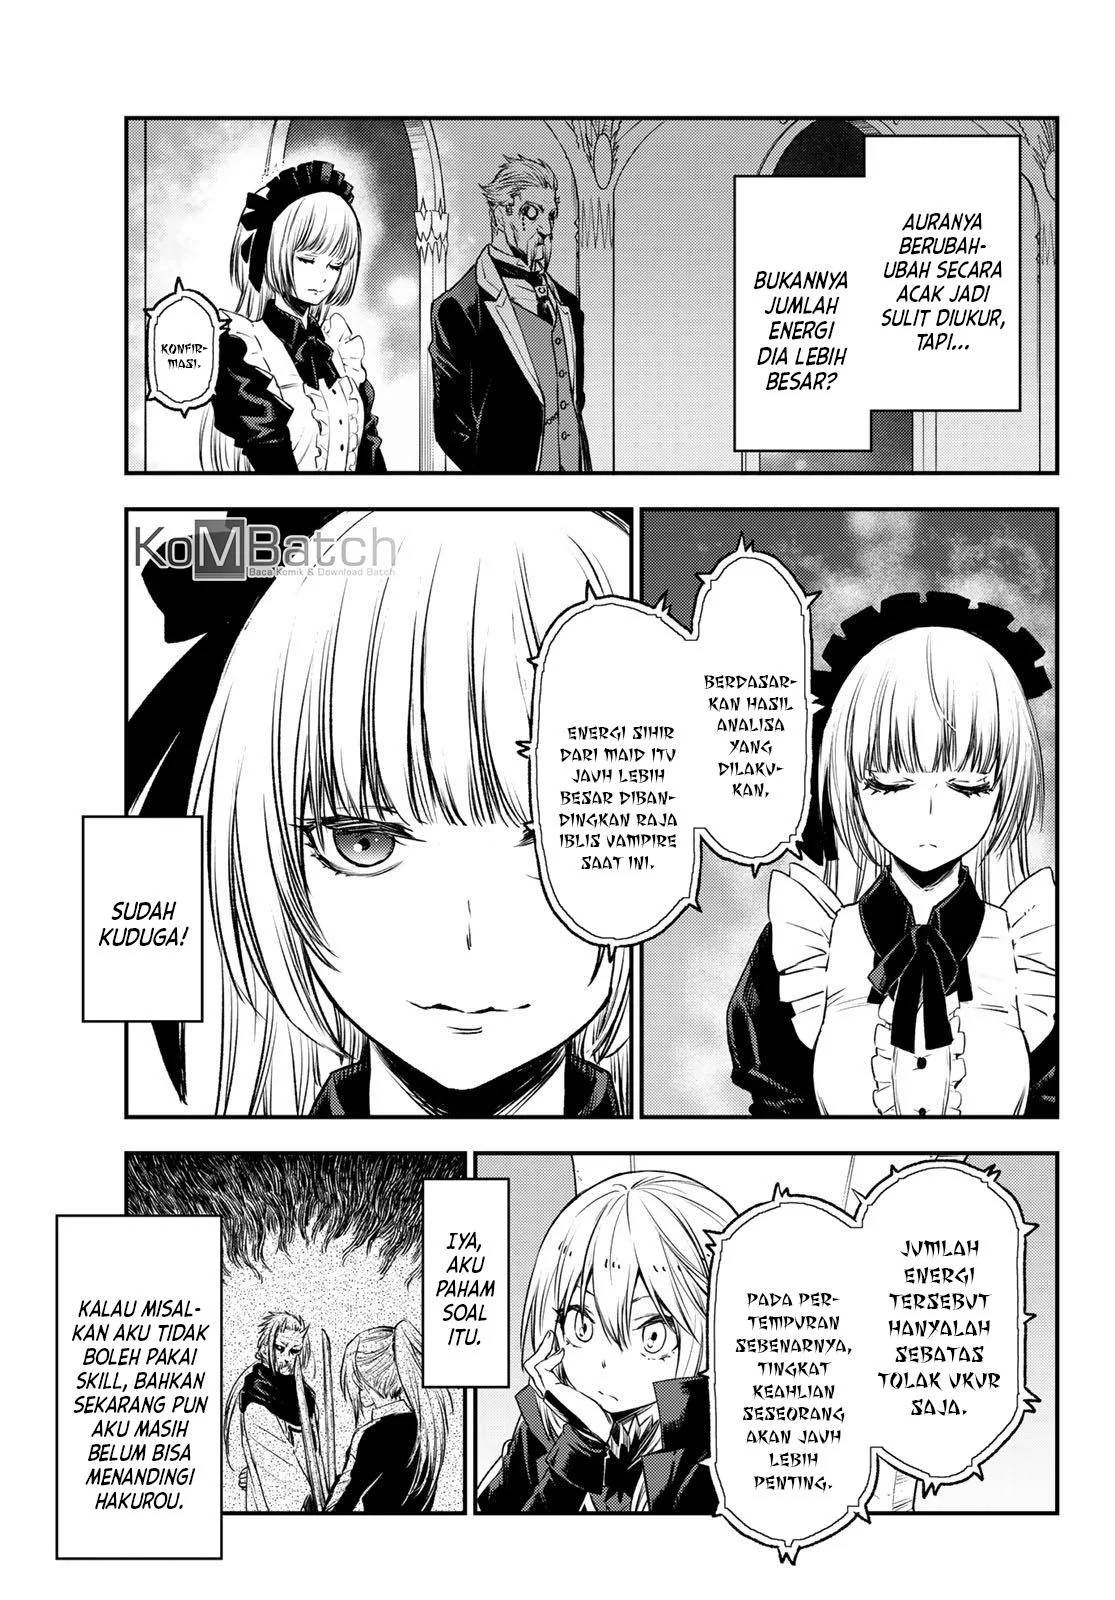 AURANYA
BERUBAH-
UBAH SECARA
ACAK JADI
SULIT DIUKUR,
TAPI...
BUKANNYA
JUMLAH
ENERGI
DIA LEBIH
BESAR?
KONFIR-
MASI.
KoMBatch
Baca Komik & Download Batch
BERDASAR-
KAN HASIL
ANALISA
YANG
DILAKU-
KAN,
ENERGI SIHIR
DARI MAID ITU
JAUH LEBIH
BESAR DIBAN-
DINGKAN RAJA
IBLIS VAMPIRE
SAAT INI.
SUDAH
KUDUGA!
JUMLAH
ENERGI
TERSEBUT
HANYALAH
SEBATAS
TOLAK UKUR
SAJA.
PADA PER-
TEMPURAN
SEBENARNYA,
TINGKAT
KEAHLIAN
SESEORANG
AKAN JAUH
LEBIH
PENTING.
IYA,
AKU
PAHAM
SOAL
ITU.
KALAU MISAL-
KAN AKU TIDAK
BOLEH PAKAI
SKILL, BAHKAN
SEKARANG PUN
AKU MASIH
BELUM BISA
MENANDINGI
HAKUROU.